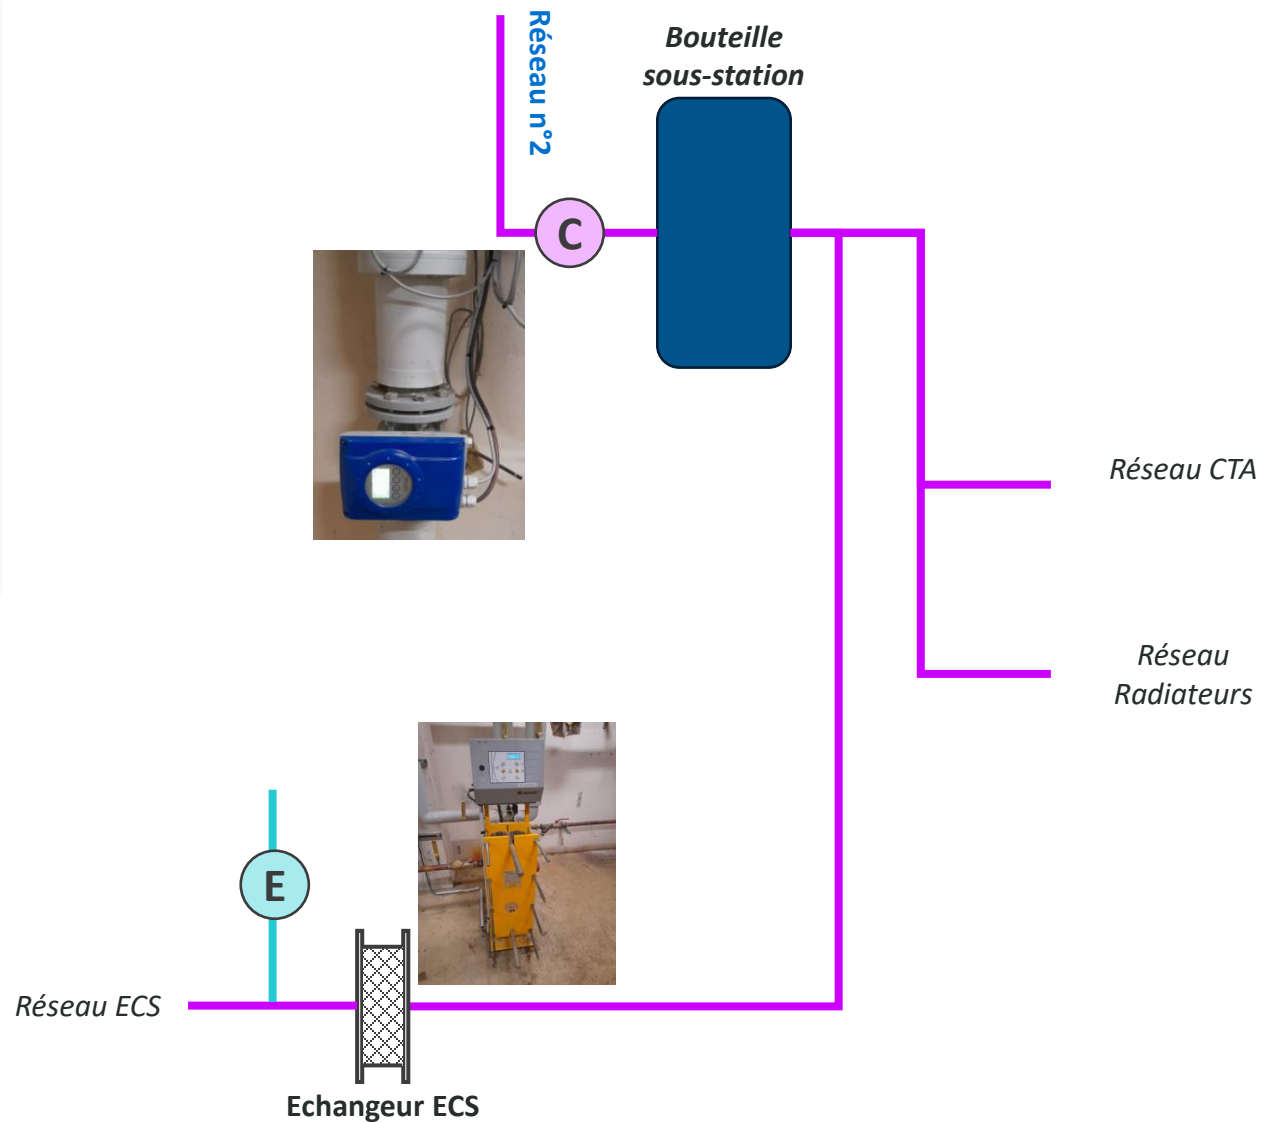 Réseau n°2
Bouteille
sous-station
C
Réseau CTA
Réseau
Radiateurs
E
Réseau ECS
Echangeur ECS